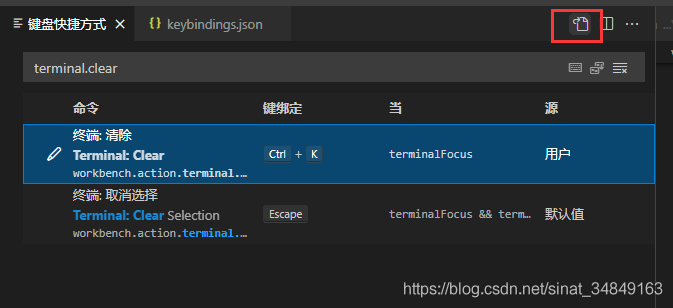 键盘快捷方式
keybindings.json
terminal.clear
命令 键绑定 当 源
终端: 清除
Terminal: Clear Ctrl + K terminalFocus 用户
workbench.action.terminal.…
终端: 取消选择
Terminal: Clear Selection Escape terminalFocus && term… 默认值
workbench.action.terminal.…
https://blog.csdn.net/sinat_34849163